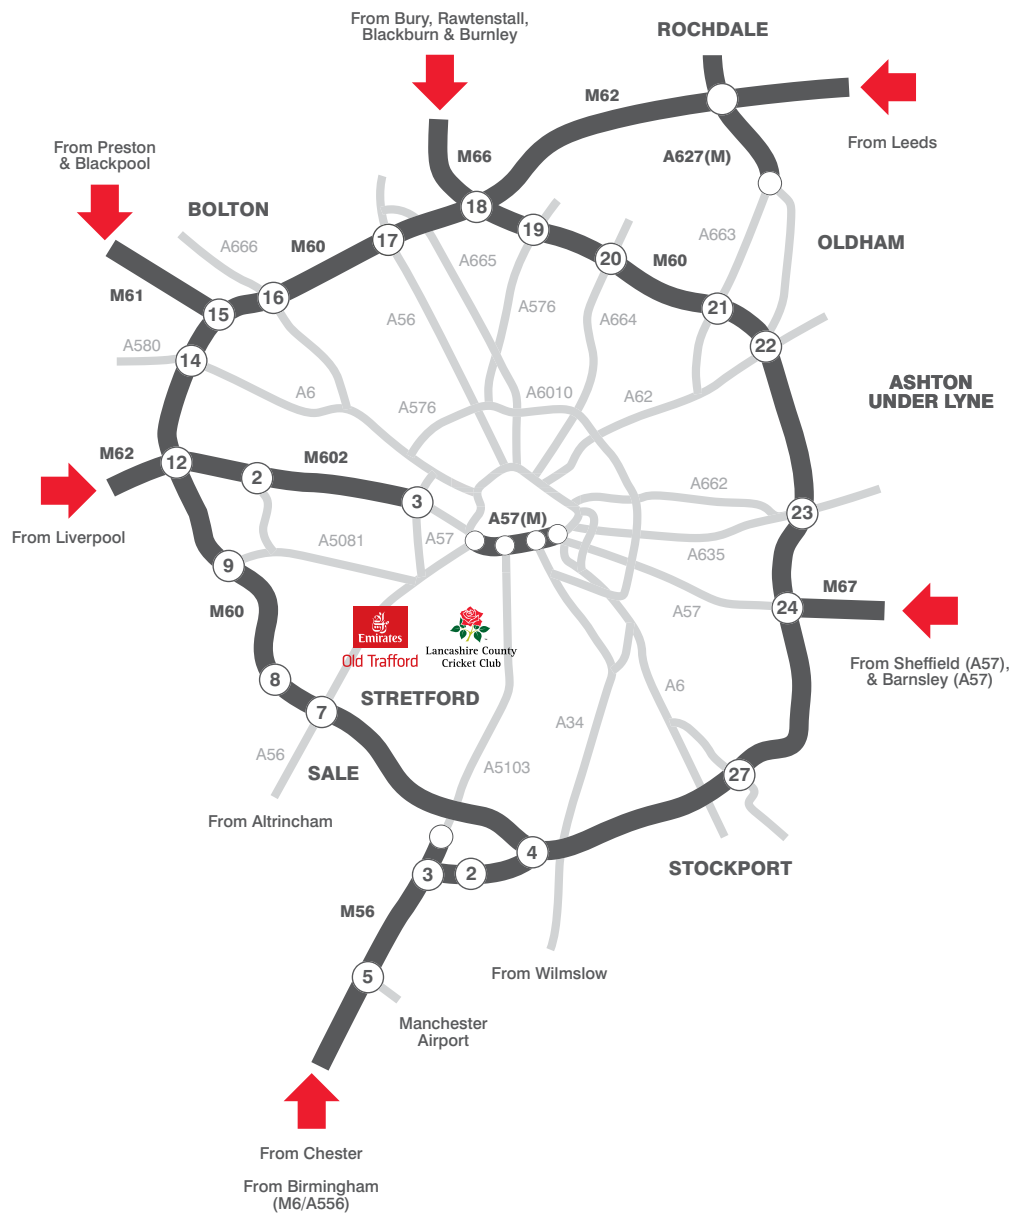 From Bury, Rawtenstall,
Blackburn & Burnley
ROCHDALE
M62
From Leeds
M66
A627(M)
From Preston
& Blackpool
BOLTON
18
A666
M60
17
19
A663
OLDHAM
A665
20
M60
M61
16
15
A576
21
A56
A664
A580
14
22
A6
A576
A6010
A62
ASHTON
UNDER LYNE
M62
12
M602
2
3
A662
A57(M)
23
From Liverpool
A5081
A57
A635
9
M67
M60
24
A57
Emirates
Old Trafford
Lancashire County
Cricket Club
From Sheffield (A57),
& Barnsley (A57)
8
A6
STRETFORD
7
A34
A56
SALE
A5103
27
From Altrincham
4
STOCKPORT
3
2
M56
5
From Wilmslow
Manchester
Airport
From Chester
From Birmingham
(M6/A556)